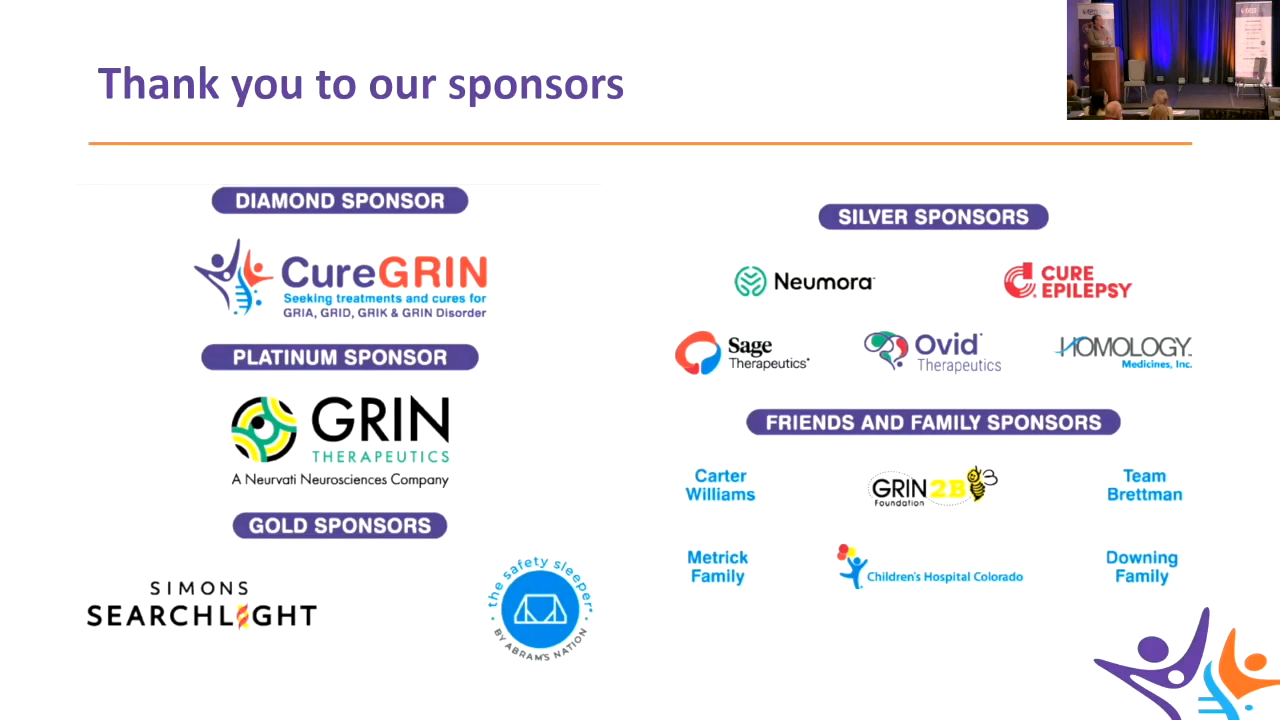 Thank you to our sponsors
DIAMOND SPONSOR
CureGRIN
Seeking treatments and cures for
GRIA, GRID, GRIK & GRIN Disorder
PLATINUM SPONSOR
GRIN
THERAPEUTICS
A Neurvati Neurosciences Company
GOLD SPONSORS
SIMONS
SEARCHLIGHT
the safety sleeper
BY ABRAM'S NATION
SILVER SPONSORS
Neumora
CURE
EPILEPSY
Sage
Therapeutics
Ovid
Therapeutics
HOMOLOGY
Medicines, Inc.
FRIENDS AND FAMILY SPONSORS
Carter
Williams
GRIN2B
Foundation
Team
Brettman
Metrick
Family
Children's Hospital Colorado
Downing
Family